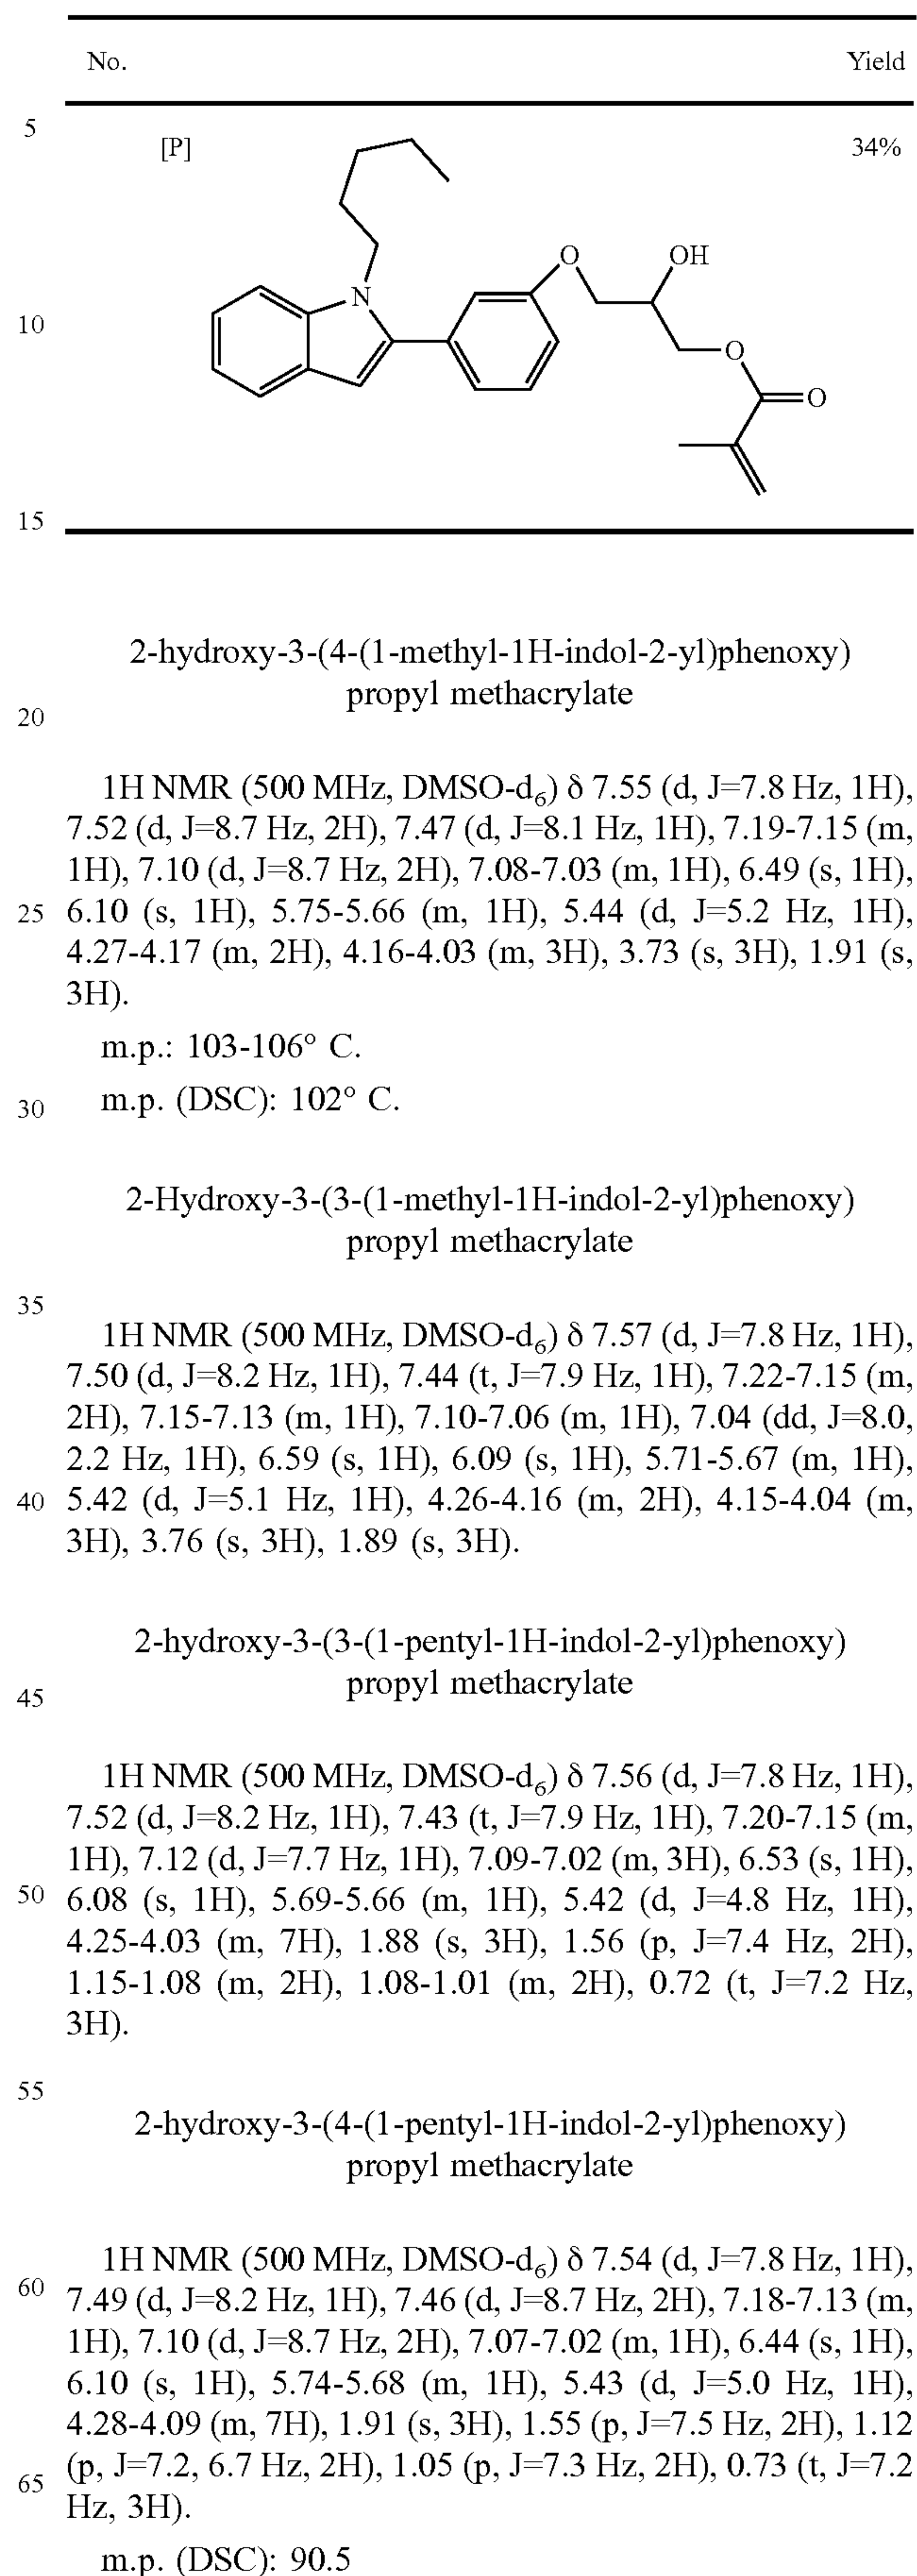 No. Yield
5
[P] 34%
O OH
N
10
O
O
15
2-hydroxy-3-(4-(1-methyl-1H-indol-2-yl)phenoxy)
propyl methacrylate
20
1H NMR (500 MHz, DMSO-d6) δ 7.55 (d, J=7.8 Hz, 1H),
7.52 (d, J=8.7 Hz, 2H), 7.47 (d, J=8.1 Hz, 1H), 7.19-7.15 (m,
1H), 7.10 (d, J=8.7 Hz, 2H), 7.08-7.03 (m, 1H), 6.49 (s, 1H),
25 6.10 (s, 1H), 5.75-5.66 (m, 1H), 5.44 (d, J=5.2 Hz, 1H),
4.27-4.17 (m, 2H), 4.16-4.03 (m, 3H), 3.73 (s, 3H), 1.91 (s,
3H).
m.p.: 103-106° C.
30 m.p. (DSC): 102° C.
2-Hydroxy-3-(3-(1-methyl-1H-indol-2-yl)phenoxy)
propyl methacrylate
35
1H NMR (500 MHz, DMSO-d6) δ 7.57 (d, J=7.8 Hz, 1H),
7.50 (d, J=8.2 Hz, 1H), 7.44 (t, J=7.9 Hz, 1H), 7.22-7.15 (m,
2H), 7.15-7.13 (m, 1H), 7.10-7.06 (m, 1H), 7.04 (dd, J=8.0,
2.2 Hz, 1H), 6.59 (s, 1H), 6.09 (s, 1H), 5.71-5.67 (m, 1H),
40 5.42 (d, J=5.1 Hz, 1H), 4.26-4.16 (m, 2H), 4.15-4.04 (m,
3H), 3.76 (s, 3H), 1.89 (s, 3H).
2-hydroxy-3-(3-(1-pentyl-1H-indol-2-yl)phenoxy)
propyl methacrylate
45
1H NMR (500 MHz, DMSO-d6) δ 7.56 (d, J=7.8 Hz, 1H),
7.52 (d, J=8.2 Hz, 1H), 7.43 (t, J=7.9 Hz, 1H), 7.20-7.15 (m,
1H), 7.12 (d, J=7.7 Hz, 1H), 7.09-7.02 (m, 3H), 6.53 (s, 1H),
50 6.08 (s, 1H), 5.69-5.66 (m, 1H), 5.42 (d, J=4.8 Hz, 1H),
4.25-4.03 (m, 7H), 1.88 (s, 3H), 1.56 (p, J=7.4 Hz, 2H),
1.15-1.08 (m, 2H), 1.08-1.01 (m, 2H), 0.72 (t, J=7.2 Hz,
3H).
55
2-hydroxy-3-(4-(1-pentyl-1H-indol-2-yl)phenoxy)
propyl methacrylate
1H NMR (500 MHz, DMSO-d6) δ 7.54 (d, J=7.8 Hz, 1H),
60 7.49 (d, J=8.2 Hz, 1H), 7.46 (d, J=8.7 Hz, 2H), 7.18-7.13 (m,
1H), 7.10 (d, J=8.7 Hz, 2H), 7.07-7.02 (m, 1H), 6.44 (s, 1H),
6.10 (s, 1H), 5.74-5.68 (m, 1H), 5.43 (d, J=5.0 Hz, 1H),
4.28-4.09 (m, 7H), 1.91 (s, 3H), 1.55 (p, J=7.5 Hz, 2H), 1.12
65 (p, J=7.2, 6.7 Hz, 2H), 1.05 (p, J=7.3 Hz, 2H), 0.73 (t, J=7.2
Hz, 3H).
m.p. (DSC): 90.5